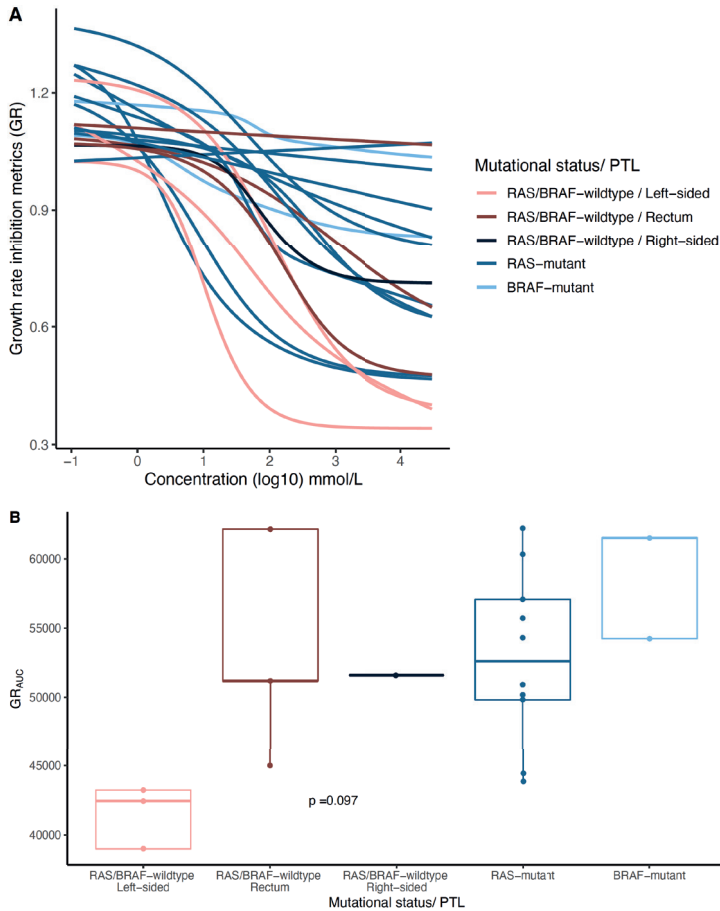 A
Growth rate inhibition metrics (GR)
1.2
0.9
0.6
0.3
-1
0
1
2
3
4
Concentration (log10) mmol/L
Mutational status/ PTL
RAS/BRAF-wildtype / Left-sided
RAS/BRAF-wildtype / Rectum
RAS/BRAF-wildtype / Right-sided
RAS-mutant
BRAF-mutant
B
GRAUC
60000
55000
50000
45000
40000
p =0.097
RAS/BRAF-wildtype
Left-sided
RAS/BRAF-wildtype
Rectum
RAS/BRAF-wildtype
Right-sided
RAS-mutant
BRAF-mutant
Mutational status/ PTL